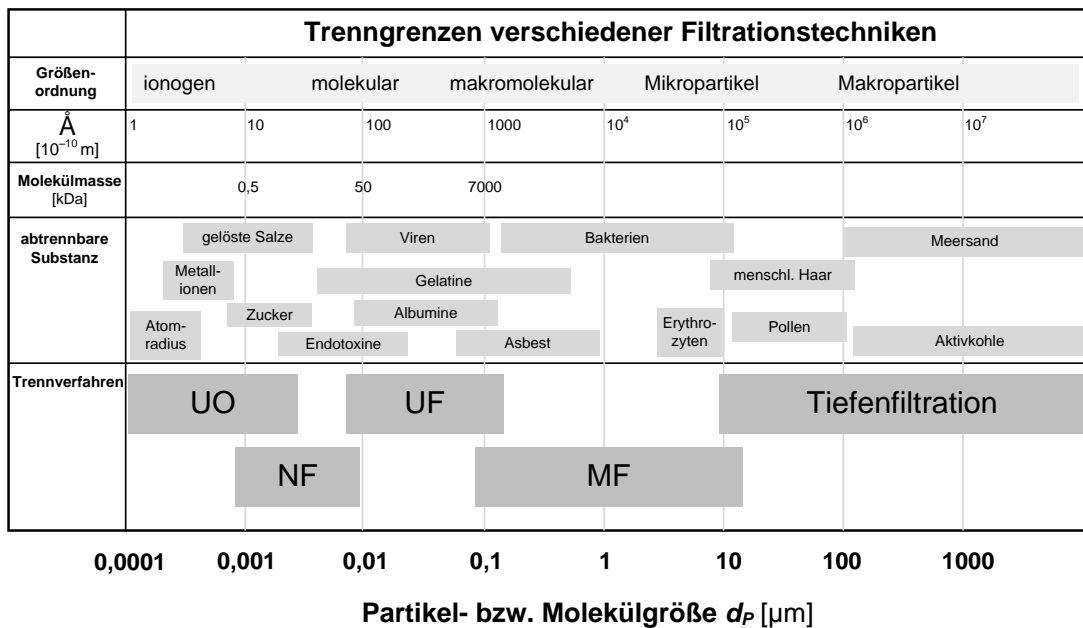 Trenngrenzen verschiedener Filtrationstechniken
Größen-
ordnung
ionogen molekular makromolekular Mikropartikel Makropartikel
Å
[10⁻¹⁰ m]
1 10 100 1000 10⁴ 10⁵ 10⁶ 10⁷
Molekülmasse
[kDa]
0,5 50 7000
abtrennbare
Substanz
gelöste Salze Viren Bakterien Meersand
Metall-
ionen
Gelatine menschl. Haar
Zucker Albumine
Atom-
radius
Endotoxine Asbest
Erythro-
zyten
Pollen Aktivkohle
Trennverfahren
UO UF Tiefenfiltration
NF MF
0,0001 0,001 0,01 0,1 1 10 100 1000
Partikel- bzw. Molekülgröße d_P [µm]